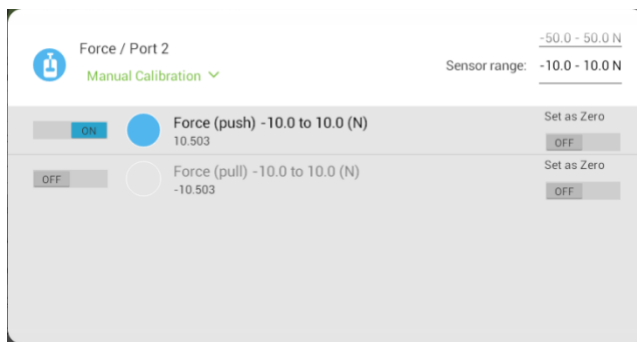 Force / Port 2
Manual Calibration
-50.0 - 50.0 N
Sensor range: -10.0 - 10.0 N
ON
Force (push) -10.0 to 10.0 (N)
10.503
Set as Zero
OFF
OFF
Force (pull) -10.0 to 10.0 (N)
-10.503
Set as Zero
OFF